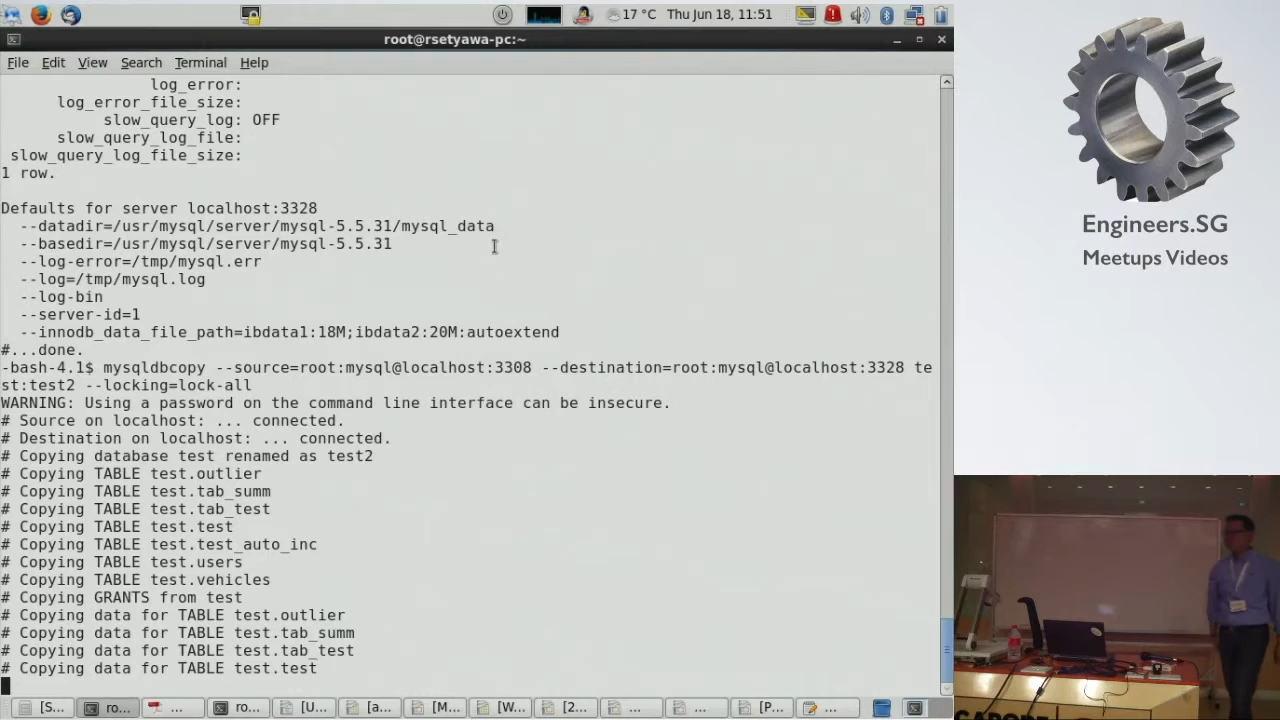 17 °C Thu Jun 18, 11:51
root@rsetyawa-pc:~
File Edit View Search Terminal Help
log_error:
log_error_file_size:
slow_query_log: OFF
slow_query_log_file:
slow_query_log_file_size:
1 row.
Defaults for server localhost:3328
--datadir=/usr/mysql/server/mysql-5.5.31/mysql_data
--basedir=/usr/mysql/server/mysql-5.5.31
--log-error=/tmp/mysql.err
--log=/tmp/mysql.log
--log-bin
--server-id=1
--innodb_data_file_path=ibdata1:18M;ibdata2:20M:autoextend
#...done.
-bash-4.1$ mysqldbcopy --source=root:mysql@localhost:3308 --destination=root:mysql@localhost:3328 te
st:test2 --locking=lock-all
WARNING: Using a password on the command line interface can be insecure.
# Source on localhost: ... connected.
# Destination on localhost: ... connected.
# Copying database test renamed as test2
# Copying TABLE test.outlier
# Copying TABLE test.tab_summ
# Copying TABLE test.tab_test
# Copying TABLE test.test
# Copying TABLE test.test_auto_inc
# Copying TABLE test.users
# Copying TABLE test.vehicles
# Copying GRANTS from test
# Copying data for TABLE test.outlier
# Copying data for TABLE test.tab_summ
# Copying data for TABLE test.tab_test
# Copying data for TABLE test.test
[S... ro... ... ro... [U... [a... [M... [W... [2... ... ... [P... ...
Engineers.SG
Meetups Videos